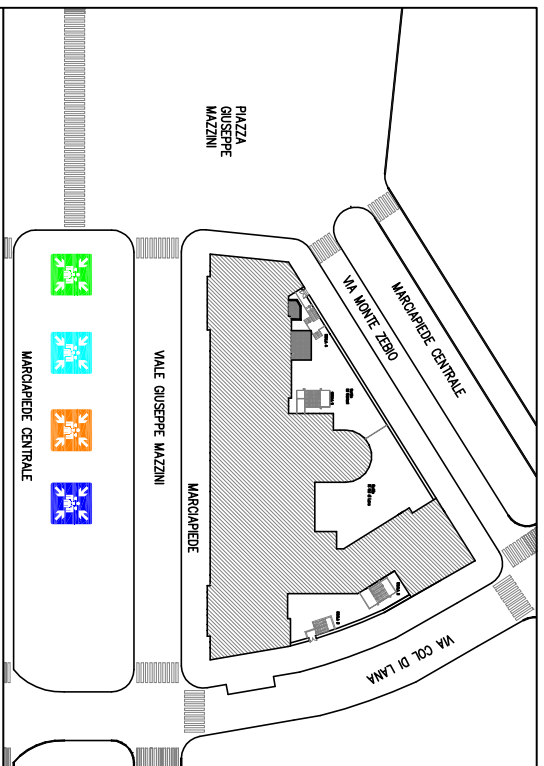 PIAZZA
GIUSEPPE
MAZZINI
MARCIAPIEDE CENTRALE
VIA MONTE ZEBIO
VIA COL DI LANA
MARCIAPIEDE
VIALE GIUSEPPE MAZZINI
MARCIAPIEDE CENTRALE